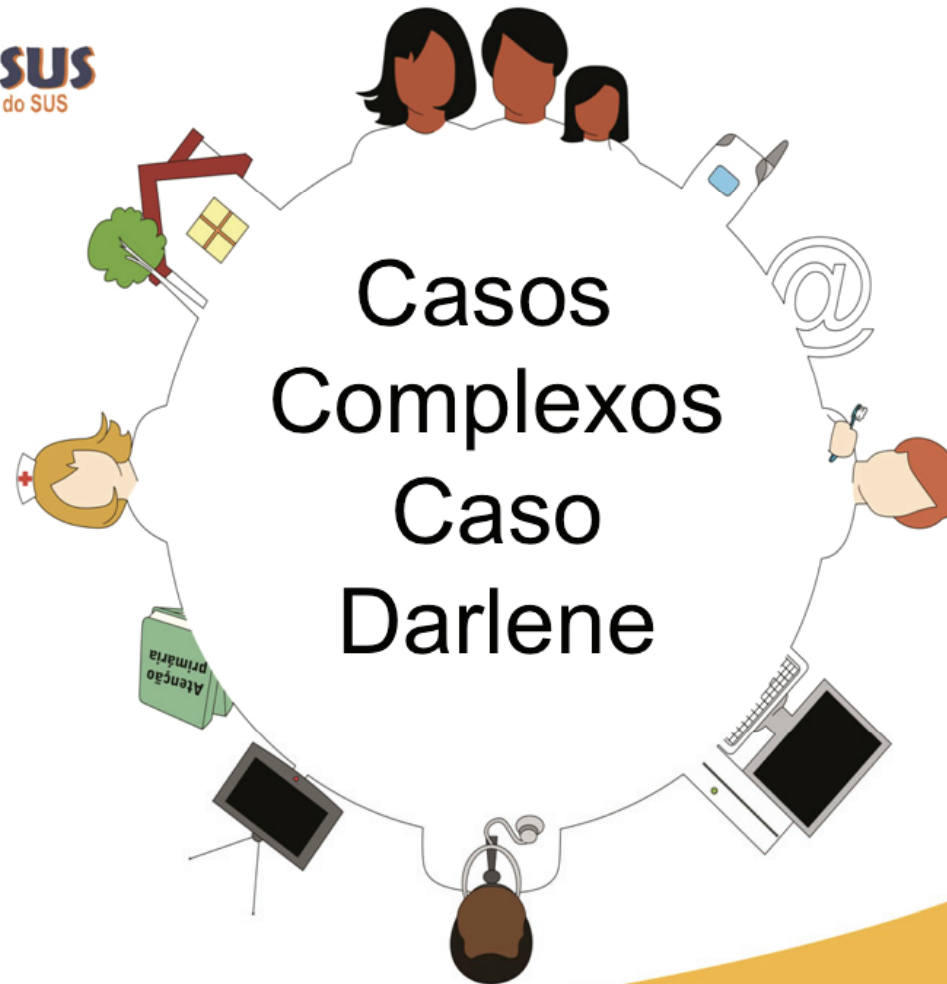 SUS
do SUS
Casos
Complexos
Caso
Darlene
Atenção
primária
@